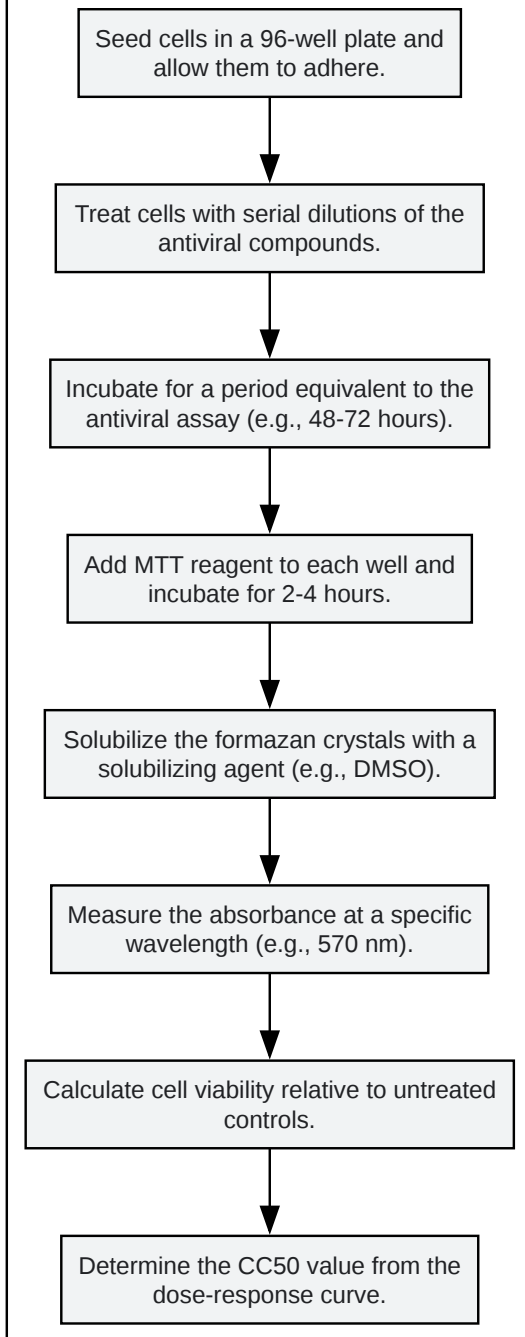 Seed cells in a 96-well plate and
allow them to adhere.
Treat cells with serial dilutions of the
antiviral compounds.
Incubate for a period equivalent to the
antiviral assay (e.g., 48-72 hours).
Add MTT reagent to each well and
incubate for 2-4 hours.
Solubilize the formazan crystals with a
solubilizing agent (e.g., DMSO).
Measure the absorbance at a specific
wavelength (e.g., 570 nm).
Calculate cell viability relative to untreated
controls.
Determine the CC50 value from the
dose-response curve.